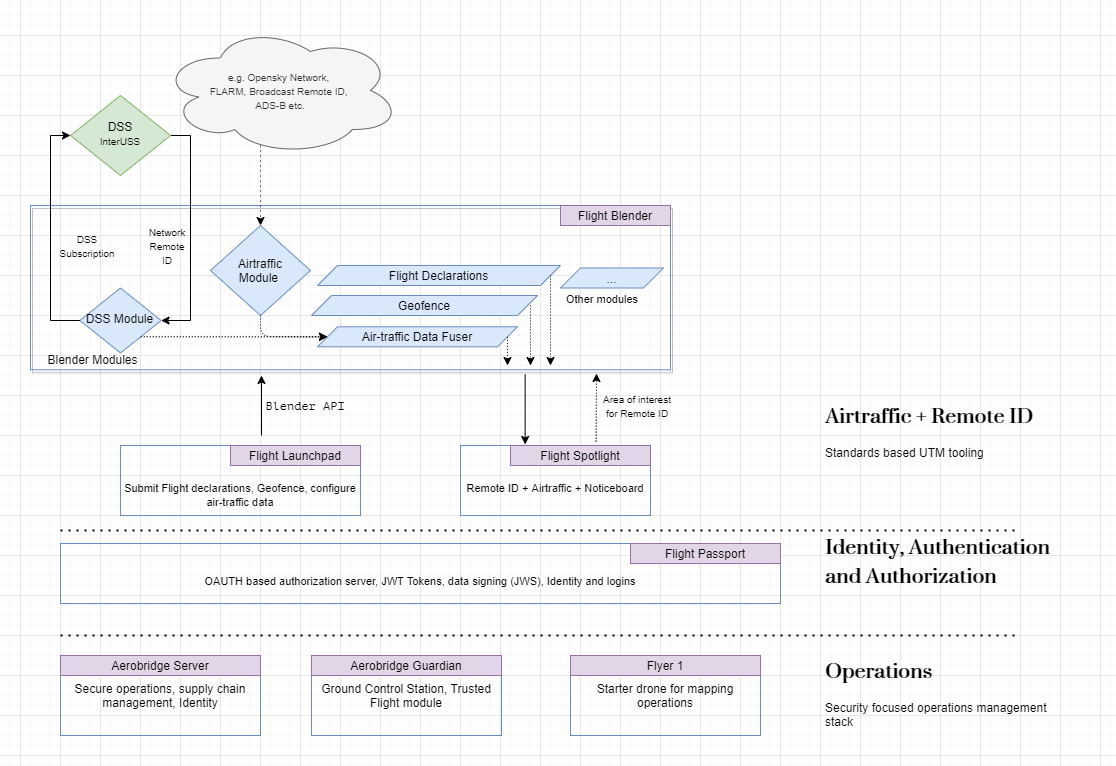 e.g. Opensky Network,
FLARM, Broadcast Remote ID,
ADS-B etc.
DSS
InterUSS
Flight Blender
DSS
Subscription
Network
Remote
ID
Airtraffic
Module
Flight Declarations
...
Other modules
Geofence
DSS Module
Air-traffic Data Fuser
Blender Modules
Blender API
Area of interest
for Remote ID
Airtraffic + Remote ID
Standards based UTM tooling
Flight Launchpad
Submit Flight declarations, Geofence, configure
air-traffic data
Flight Spotlight
Remote ID + Airtraffic + Noticeboard
Flight Passport
OAUTH based authorization server, JWT Tokens, data signing (JWS), Identity and logins
Identity, Authentication
and Authorization
Aerobridge Server
Secure operations, supply chain
management, Identity
Aerobridge Guardian
Ground Control Station, Trusted
Flight module
Flyer 1
Starter drone for mapping
operations
Operations
Security focused operations management
stack